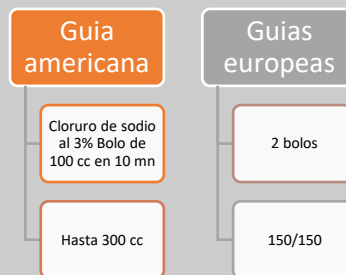 Guia
americana
Cloruro de sodio
al 3% Bolo de
100 cc en 10 mn
Hasta 300 cc
Guias
europeas
2 bolos
150/150